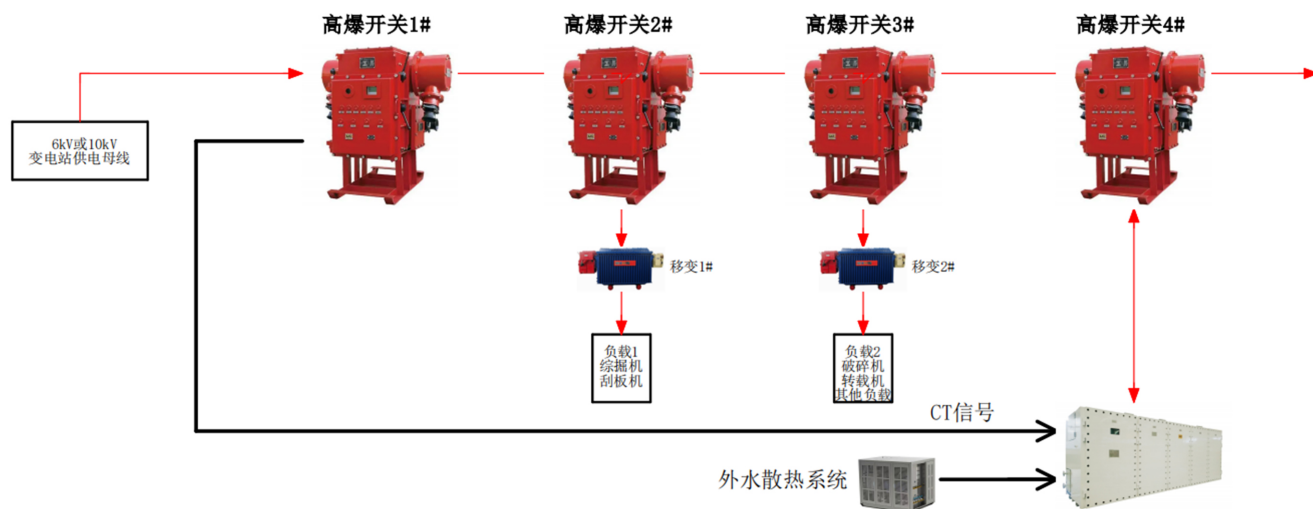 高爆开关1#
高爆开关2#
高爆开关3#
高爆开关4#
6kV或10kV
变电站供电母线
移变1#
移变2#
负载1
综掘机
刮板机
负载2
破碎机
转载机
其他负载
CT信号
外水散热系统